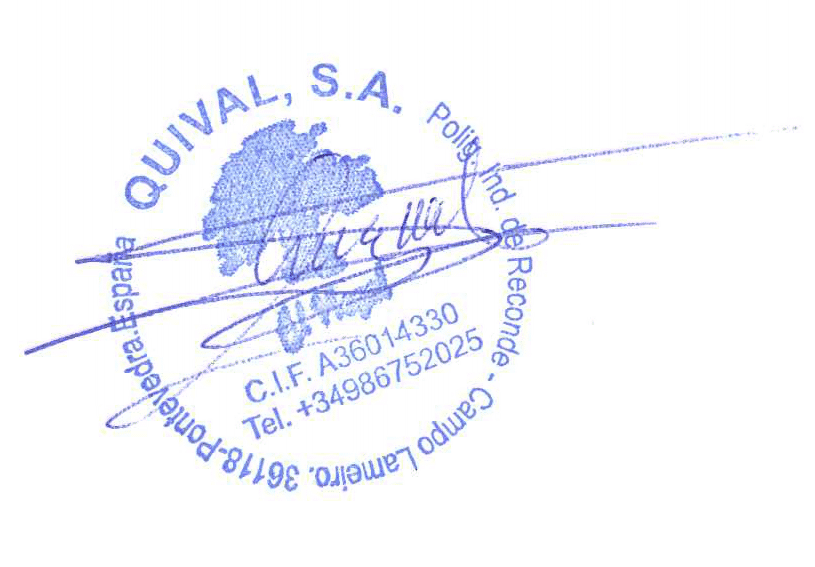 QUIVAL, S.A.
Polig. Ind. de Reconde - Campo Lameiro. 36118-Pontevedra.España
C.I.F. A36014330
Tel. +34986752025